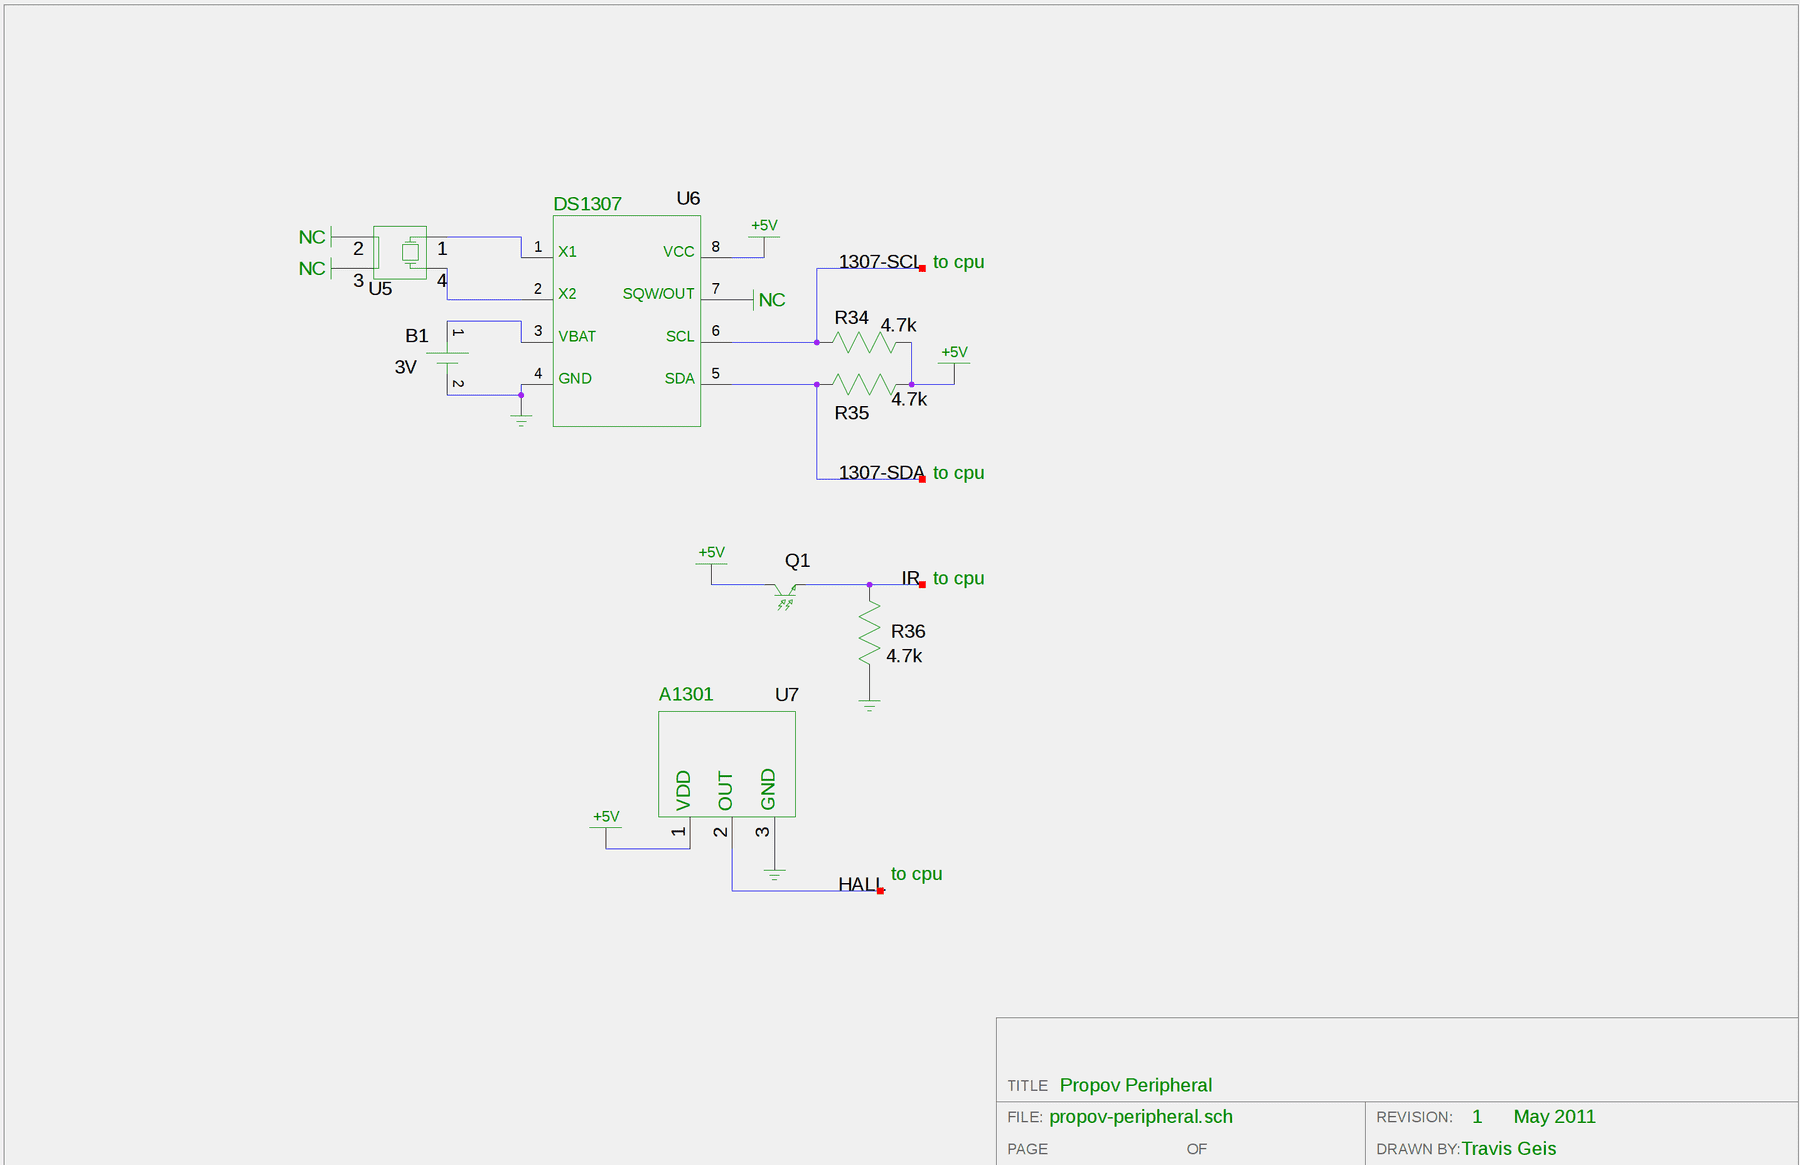 DS1307 U6
NC 2 1
NC 3 4
U5
1 X1 VCC 8 +5V
2 X2 SQW/OUT 7 NC
3 VBAT SCL 6
4 GND SDA 5
B1 1
3V 2
1307-SCL to cpu
R34 4.7k
+5V
4.7k
R35
1307-SDA to cpu
+5V Q1 IR to cpu
R36
4.7k
A1301 U7
VDD OUT GND
+5V 1 2 3
HALL to cpu
TITLE Propov Peripheral
FILE: propov-peripheral.sch REVISION: 1 May 2011
PAGE OF DRAWN BY: Travis Geis